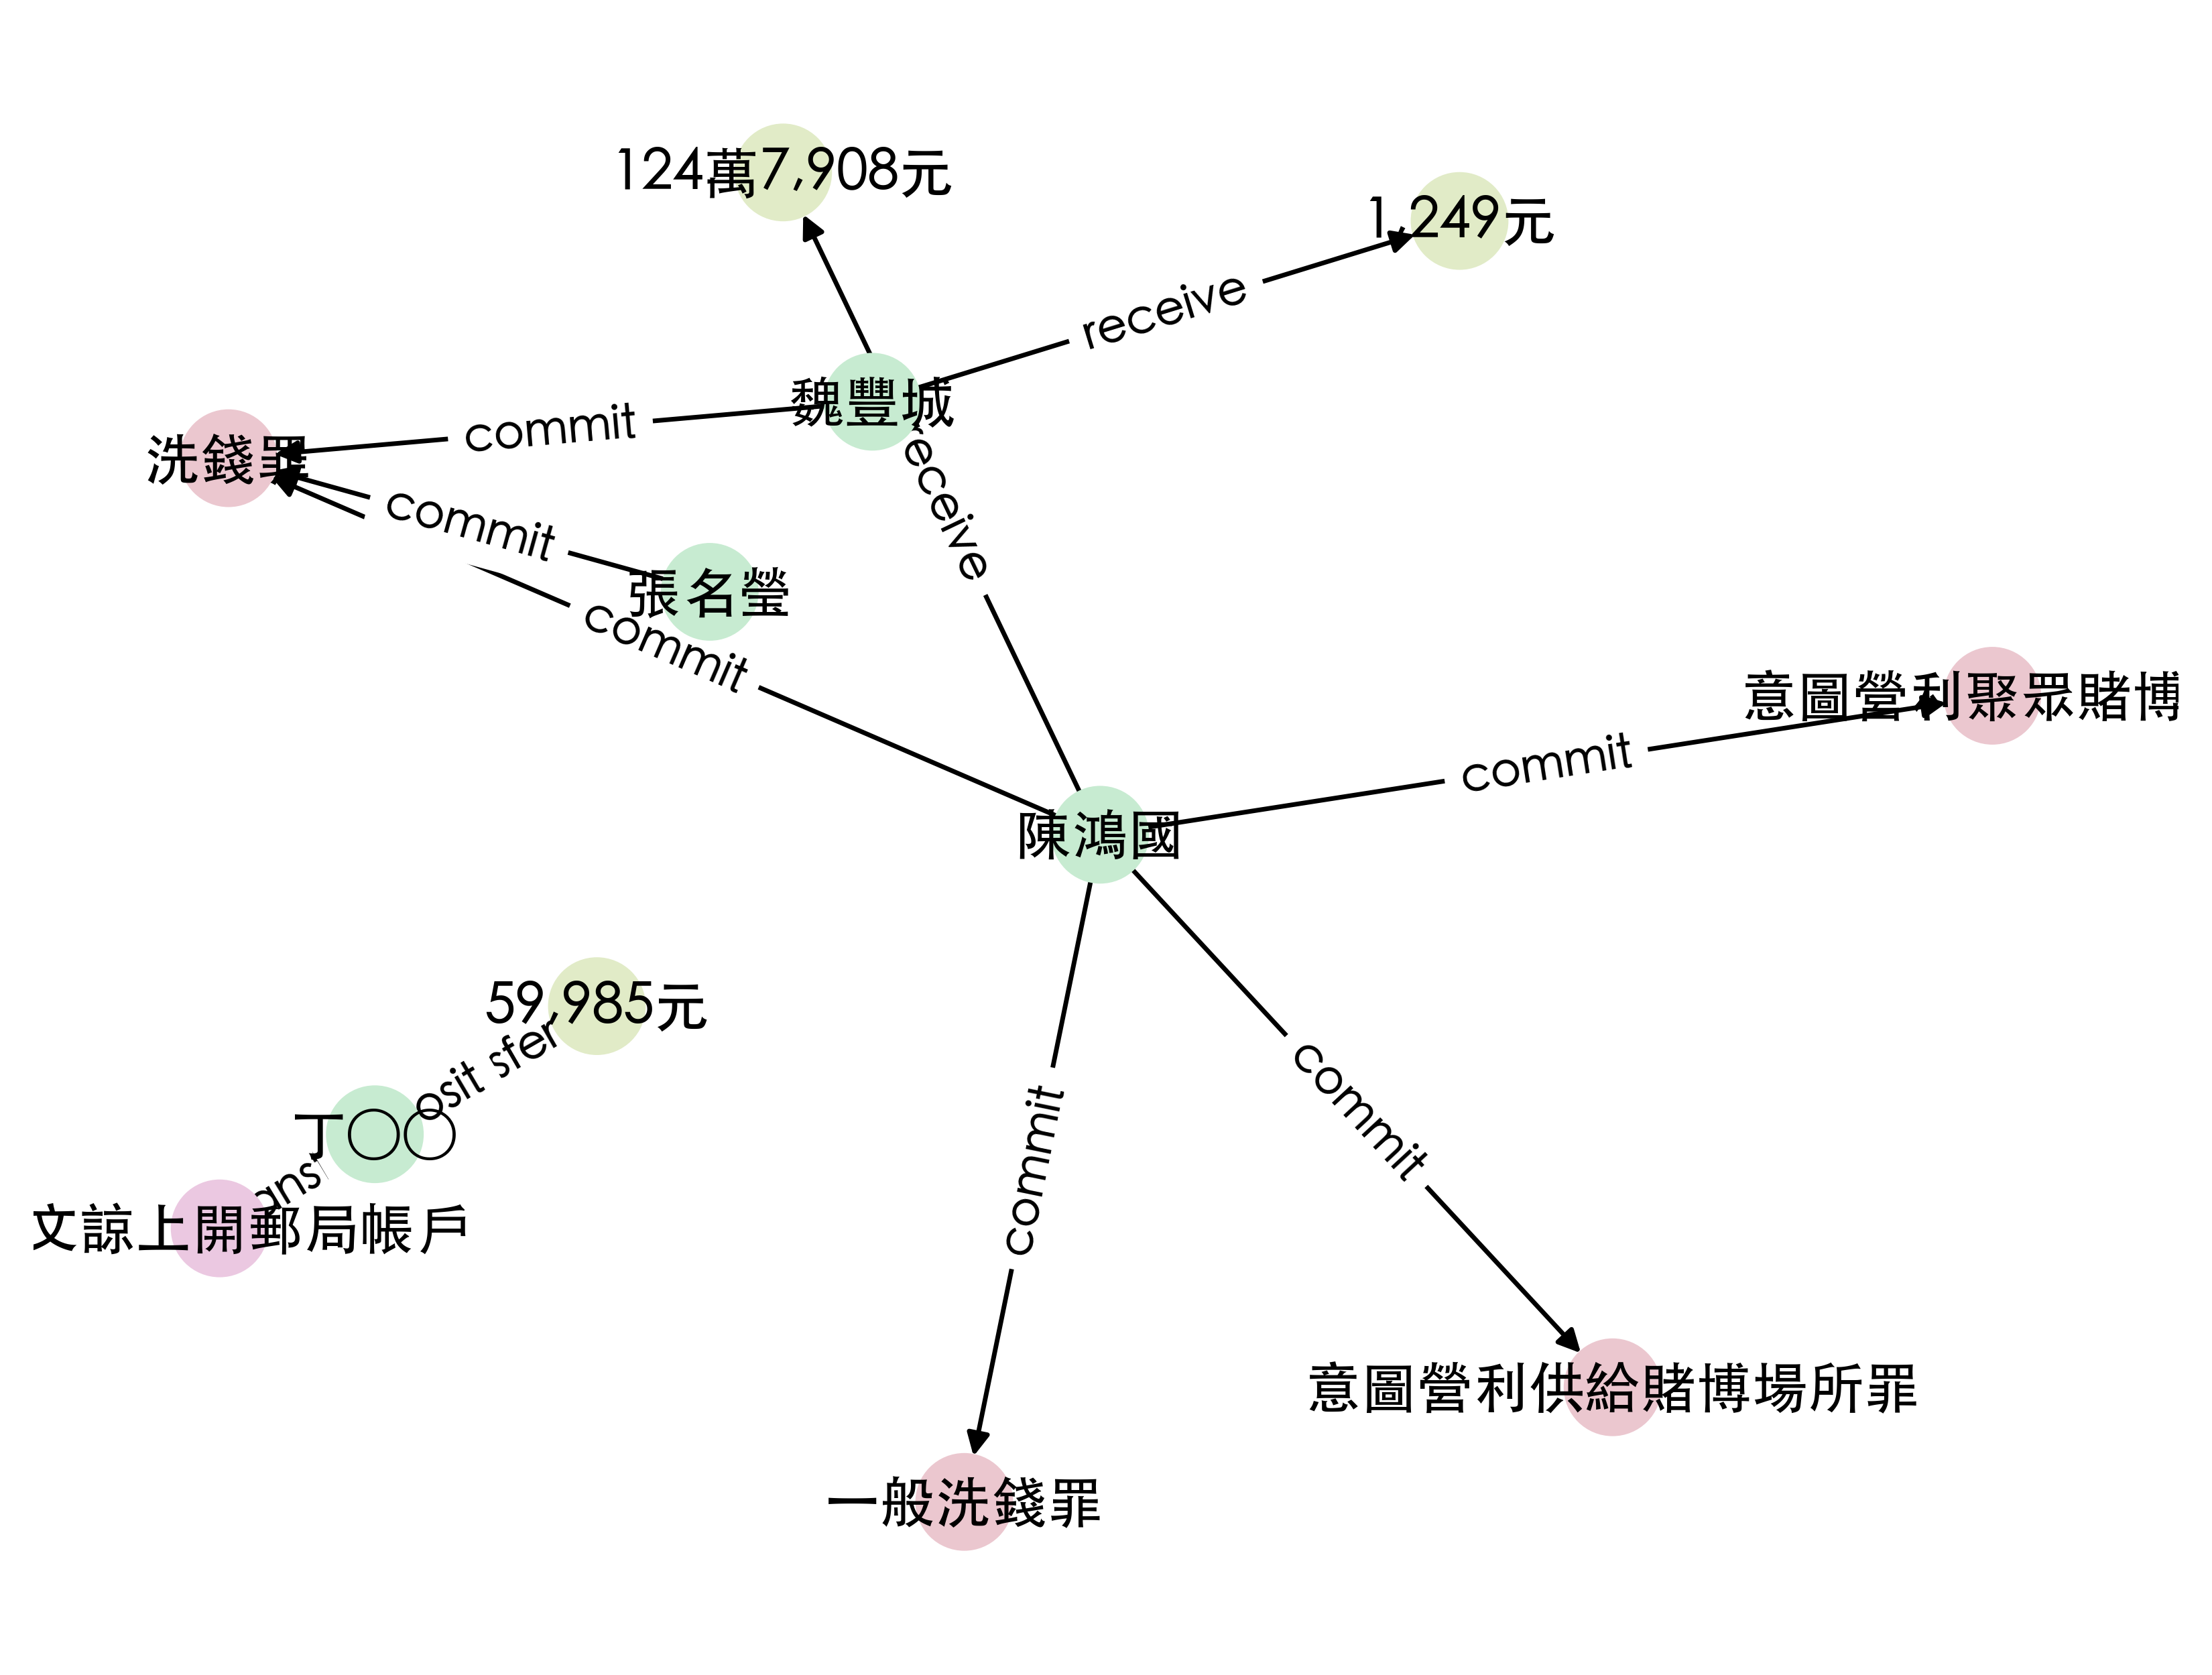 124萬7,908元
1,249元
receive
魏豐城
commit
洗錢罪
receive
commit
張名瑩
commit
意圖營利聚眾賭博
commit
陳鴻國
59,985元
丁〇〇
commit
commit
文諒上開郵局帳戶
意圖營利供給賭博場所罪
一般洗錢罪